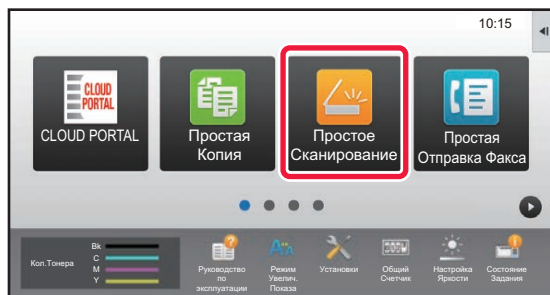 10:15
CLOUD
PORTAL
CLOUD PORTAL
Простая
Копия
Простое
Сканирование
Простая
Отправка Факса
Кол.Тонера
Bk
C
M
Y
Руководство
по
эксплуатации
Режим
Увелич.
Показа
Установки
Общий
Счетчик
Настройка
Яркости
Состояние
Задания